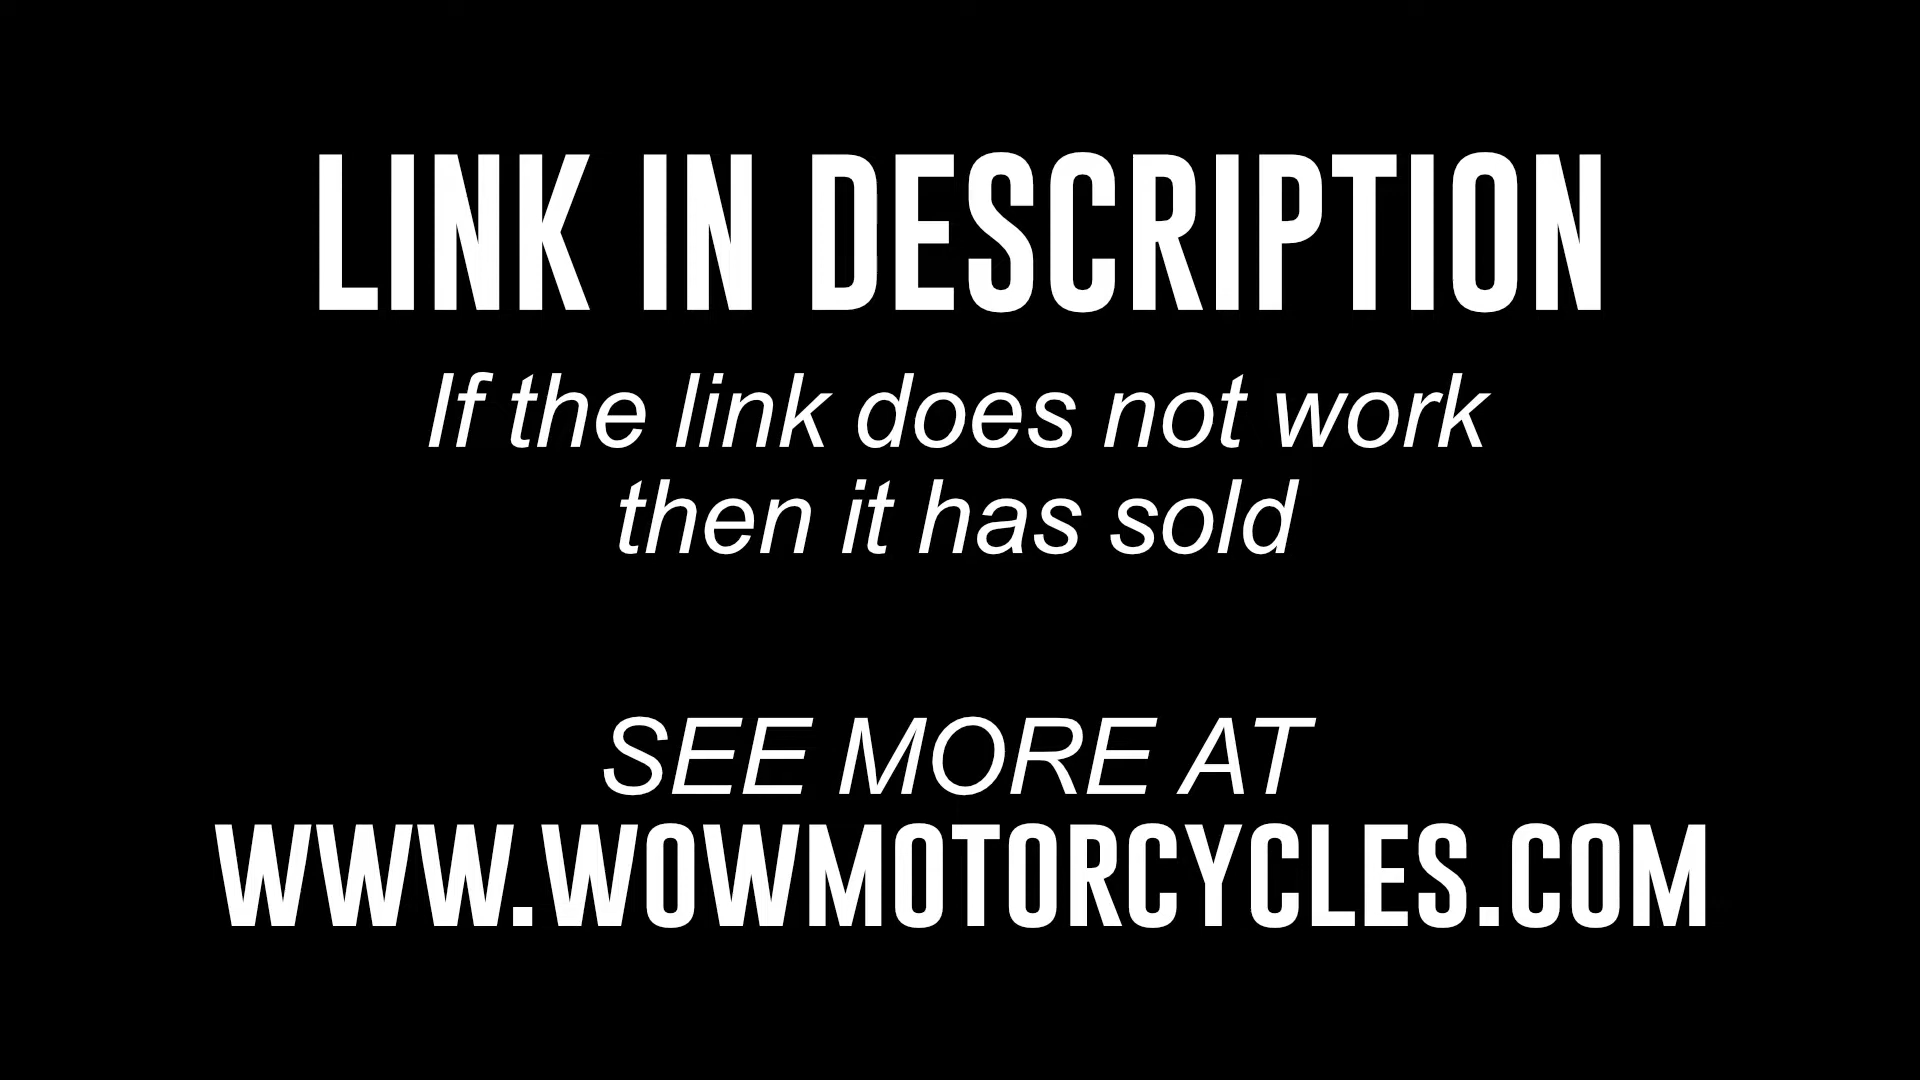 LINK IN DESCRIPTION
If the link does not work
then it has sold
SEE MORE AT
WWW.WOWMOTORCYCLES.COM